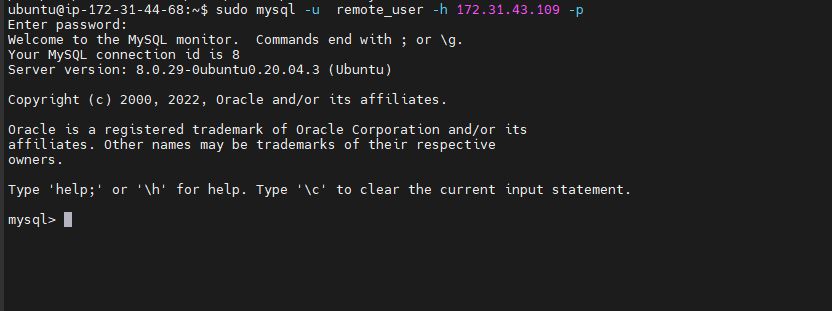 ubuntu@ip-172-31-44-68:~$ sudo mysql -u  remote_user -h 172.31.43.109 -p
Enter password:
Welcome to the MySQL monitor.  Commands end with ; or \g.
Your MySQL connection id is 8
Server version: 8.0.29-0ubuntu0.20.04.3 (Ubuntu)
Copyright (c) 2000, 2022, Oracle and/or its affiliates.
Oracle is a registered trademark of Oracle Corporation and/or its
affiliates. Other names may be trademarks of their respective
owners.
Type 'help;' or '\h' for help. Type '\c' to clear the current input statement.
mysql>